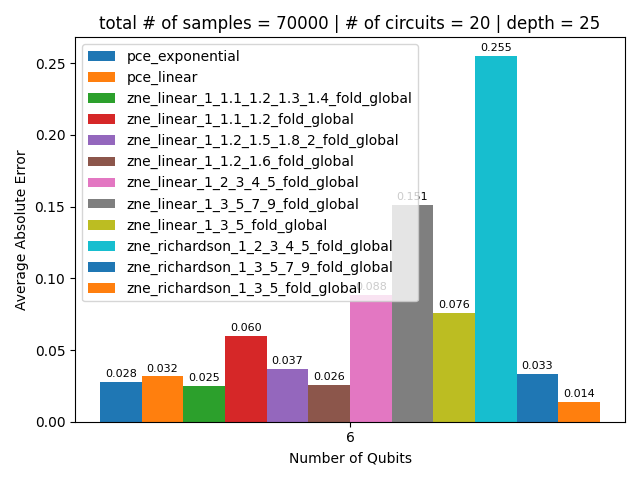 total # of samples = 70000 | # of circuits = 20 | depth = 25
pce_exponential
pce_linear
zne_linear_1_1.1_1.2_1.3_1.4_fold_global
zne_linear_1_1.1_1.2_fold_global
zne_linear_1_1.2_1.5_1.8_2_fold_global
zne_linear_1_1.2_1.6_fold_global
zne_linear_1_2_3_4_5_fold_global
zne_linear_1_3_5_7_9_fold_global
zne_linear_1_3_5_fold_global
zne_richardson_1_2_3_4_5_fold_global
zne_richardson_1_3_5_7_9_fold_global
zne_richardson_1_3_5_fold_global
Average Absolute Error
0.25
0.20
0.15
0.10
0.05
0.00
0.028
0.032
0.025
0.060
0.037
0.026
0.088
0.151
0.076
0.255
0.033
0.014
6
Number of Qubits